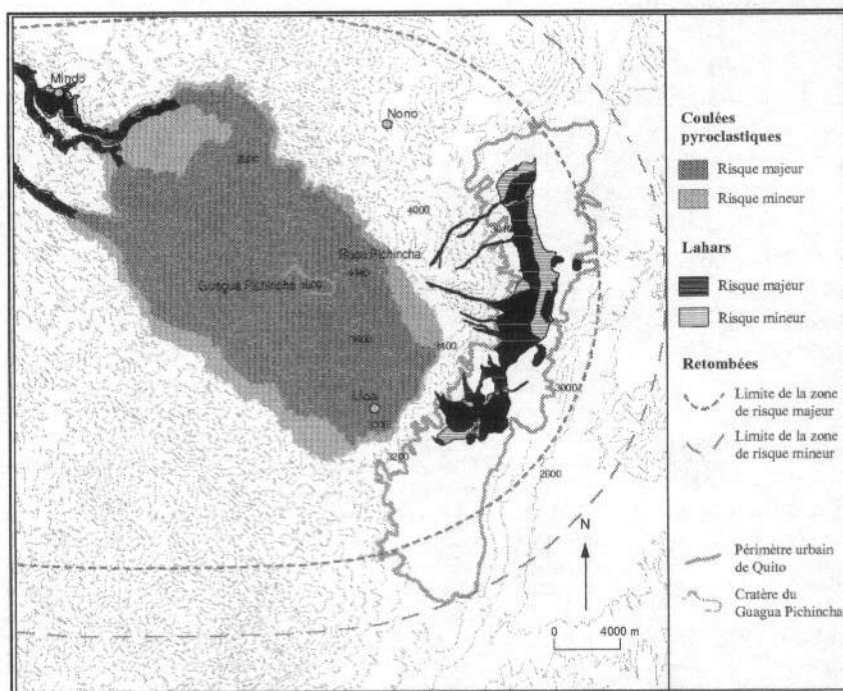 Mindo
Nono
4000
Rucu Pichincha
Guagua Pichincha
4400
Lloa
3200
3000
2800
N
0 4000 m
Coulées
pyroclastiques
Risque majeur
Risque mineur
Lahars
Risque majeur
Risque mineur
Retombées
Limite de la zone
de risque majeur
Limite de la zone
de risque mineur
Périmètre urbain
de Quito
Cratère du
Guagua Pichincha